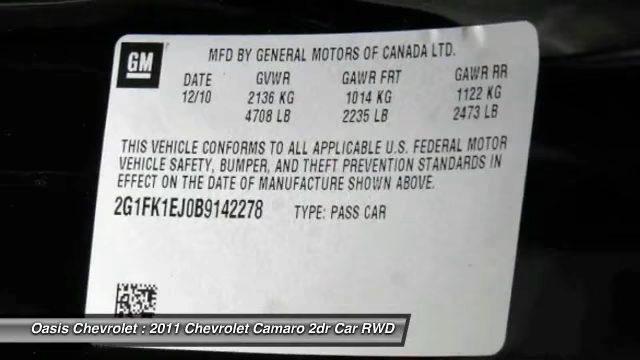 GM
MFD BY GENERAL MOTORS OF CANADA LTD.
DATE GVWR GAWR FRT GAWR RR
12/10 2136 KG 1014 KG 1122 KG
4708 LB 2235 LB 2473 LB
THIS VEHICLE CONFORMS TO ALL APPLICABLE U.S. FEDERAL MOTOR
VEHICLE SAFETY, BUMPER, AND THEFT PREVENTION STANDARDS IN
EFFECT ON THE DATE OF MANUFACTURE SHOWN ABOVE.
2G1FK1EJ0B9142278 TYPE: PASS CAR
Oasis Chevrolet : 2011 Chevrolet Camaro 2dr Car RWD